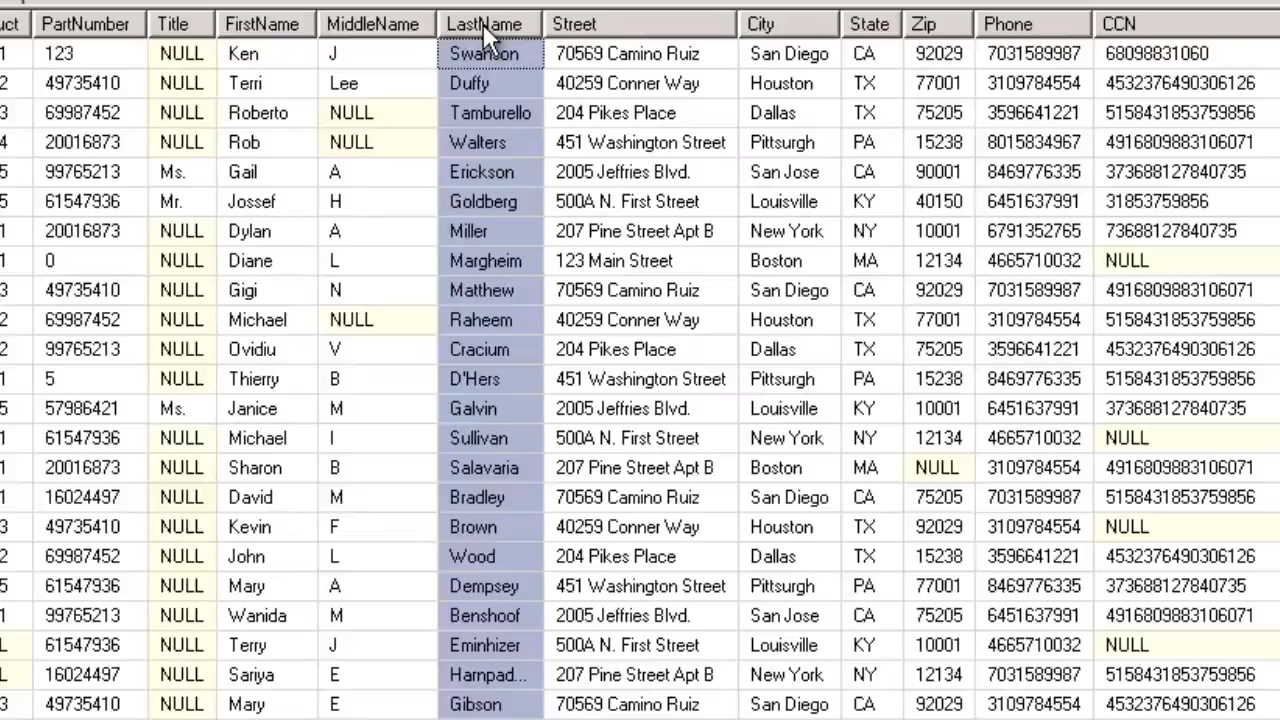 uct PartNumber Title FirstName MiddleName LastName Street City State Zip Phone CCN
1 123 NULL Ken J Swanson 70569 Camino Ruiz San Diego CA 92029 7031589987 68098831060
2 49735410 NULL Terri Lee Duffy 40259 Conner Way Houston TX 77001 3109784554 4532376490306126
3 69987452 NULL Roberto NULL Tamburello 204 Pikes Place Dallas TX 75205 3596641221 5158431853759856
4 20016873 NULL Rob NULL Walters 451 Washington Street Pittsurgh PA 15238 8015834967 4916809883106071
5 99765213 Ms. Gail A Erickson 2005 Jeffries Blvd. San Jose CA 90001 8469776335 373688127840735
5 61547936 Mr. Jossef H Goldberg 500A N. First Street Louisville KY 40150 6451637991 31853759856
1 20016873 NULL Dylan A Miller 207 Pine Street Apt B New York NY 10001 6791352765 73688127840735
1 0 NULL Diane L Margheim 123 Main Street Boston MA 12134 4665710032 NULL
3 49735410 NULL Gigi N Matthew 70569 Camino Ruiz San Diego CA 92029 7031589987 4916809883106071
2 69987452 NULL Michael NULL Raheem 40259 Conner Way Houston TX 77001 3109784554 5158431853759856
2 99765213 NULL Ovidiu V Cracium 204 Pikes Place Dallas TX 75205 3596641221 4532376490306126
1 5 NULL Thierry B D'Hers 451 Washington Street Pittsurgh PA 15238 8469776335 5158431853759856
5 57986421 Ms. Janice M Galvin 2005 Jeffries Blvd. Louisville KY 10001 6451637991 373688127840735
1 61547936 NULL Michael I Sullivan 500A N. First Street New York NY 12134 4665710032 NULL
1 20016873 NULL Sharon B Salavaria 207 Pine Street Apt B Boston MA NULL 3109784554 4916809883106071
1 16024497 NULL David M Bradley 70569 Camino Ruiz San Diego CA 75205 7031589987 5158431853759856
3 49735410 NULL Kevin F Brown 40259 Conner Way Houston TX 92029 3109784554 NULL
2 69987452 NULL John L Wood 204 Pikes Place Dallas TX 15238 3596641221 4532376490306126
5 61547936 NULL Mary A Dempsey 451 Washington Street Pittsurgh PA 77001 8469776335 373688127840735
1 99765213 NULL Wanida M Benshoof 2005 Jeffries Blvd. San Jose CA 75205 6451637991 4916809883106071
L 61547936 NULL Terry J Eminhizer 500A N. First Street Louisville KY 10001 4665710032 NULL
L 16024497 NULL Sariya E Harnpad... 207 Pine Street Apt B New York NY 12134 7031589987 5158431853759856
3 49735410 NULL Mary E Gibson 70569 Camino Ruiz San Diego CA 75205 3109784554 4532376490306126